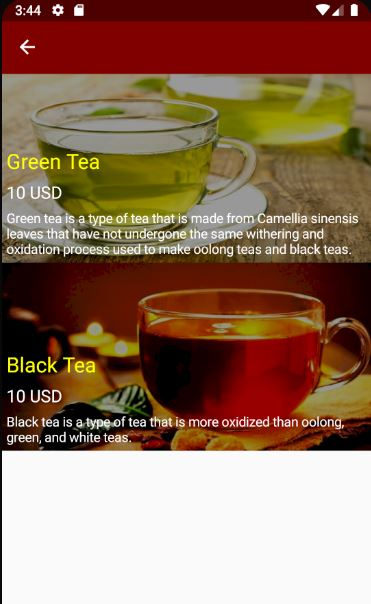 3:44
Green Tea
10 USD
Green tea is a type of tea that is made from Camellia sinensis
leaves that have not undergone the same withering and
oxidation process used to make oolong teas and black teas.
Black Tea
10 USD
Black tea is a type of tea that is more oxidized than oolong,
green, and white teas.